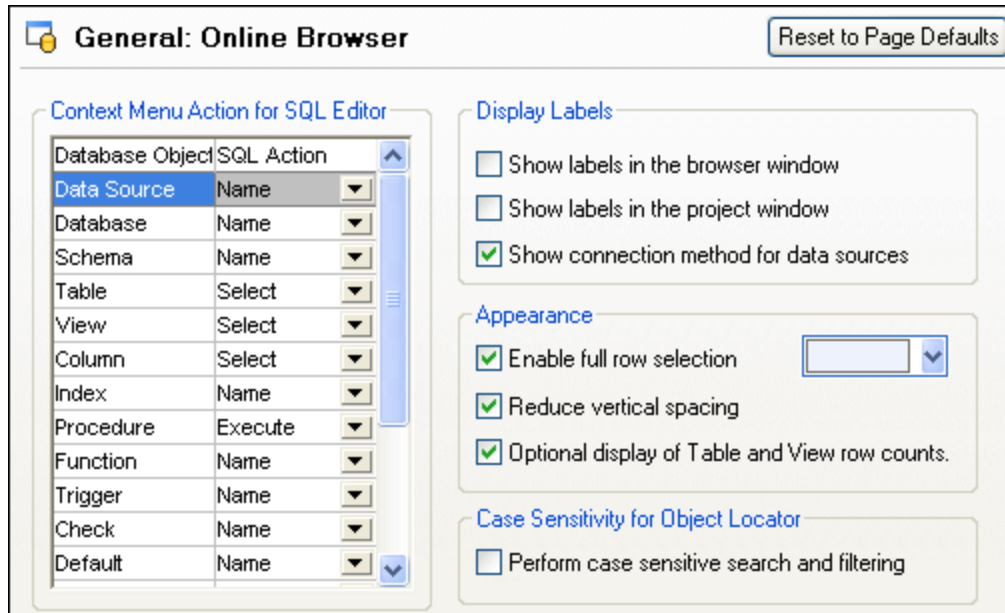 General: Online Browser
Reset to Page Defaults
Context Menu Action for SQL Editor
Database Object SQL Action
Data Source Name
Database Name
Schema Name
Table Select
View Select
Column Select
Index Name
Procedure Execute
Function Name
Trigger Name
Check Name
Default Name
Display Labels
Show labels in the browser window
Show labels in the project window
Show connection method for data sources
Appearance
Enable full row selection
Reduce vertical spacing
Optional display of Table and View row counts.
Case Sensitivity for Object Locator
Perform case sensitive search and filtering